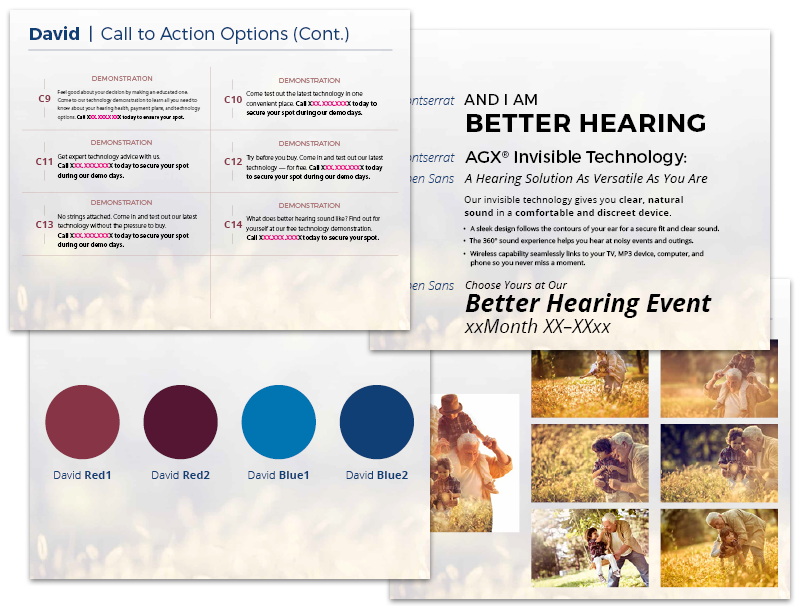 David | Call to Action Options (Cont.)
DEMONSTRATION
C9
Feel good about your decision by making an educated one.
Come to our technology demonstration to learn all you need to
know about your hearing health, payment plans, and technology
options. Call XXX.XXX.XXXX today to ensure your spot.
DEMONSTRATION
C10
Come test out the latest technology in one
convenient place. Call XXX.XXX.XXXX today to
secure your spot during our demo days.
C11
Get expert technology advice with us.
Call XXX.XXX.XXXX today to secure your spot
during our demo days.
DEMONSTRATION
C12
Try before you buy. Come in and test out our latest
technology — for free. Call XXX.XXX.XXXX today
to secure your spot during our demo days.
DEMONSTRATION
C13
No strings attached. Come in and test out our latest
technology without the pressure to buy.
Call XXX.XXX.XXXX today to secure your spot
during our demo days.
DEMONSTRATION
C14
What does better hearing sound like? Find out for
yourself at our free technology demonstration.
Call XXX.XXX.XXXX today to secure your spot.
DEMONSTRATION
ntserrat AND I AM
BETTER HEARING
ontserrat AGX® Invisible Technology:
pen Sans A Hearing Solution As Versatile As You Are
Our invisible technology gives you clear, natural
sound in a comfortable and discreet device.
• A sleek design follows the contours of your ear for a secure fit and clear sound.
• The 360° sound experience helps you hear at noisy events and outings.
• Wireless capability seamlessly links to your TV, MP3 device, computer, and
phone so you never miss a moment.
pen Sans Choose Yours at Our
Better Hearing Event
xxMonth XX–XXxx
David Red1
David Red2
David Blue1
David Blue2